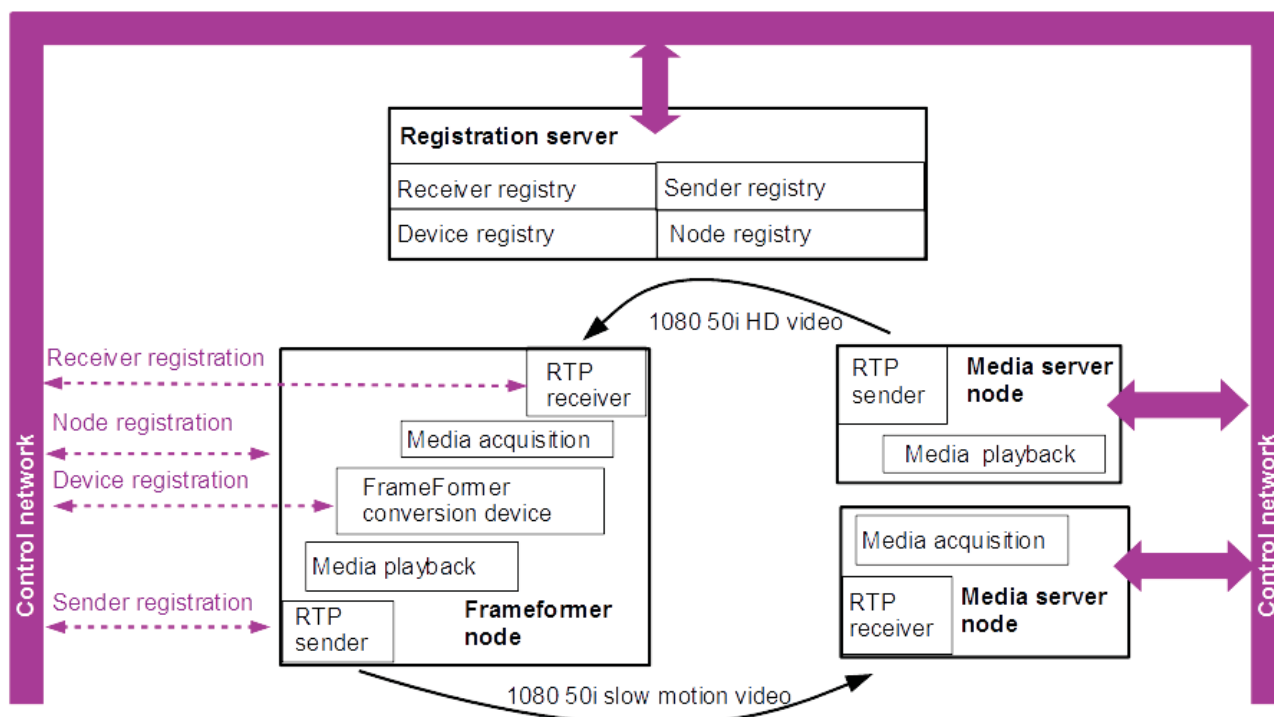 Registration server
Receiver registry
Sender registry
Device registry
Node registry
1080 50i HD video
Receiver registration
Node registration
Device registration
Sender registration
Control network
RTP
receiver
Media acquisition
FrameFormer
conversion device
Media playback
RTP
sender
Frameformer
node
RTP
sender
Media server
node
Media playback
Media acquisition
RTP
receiver
Media server
node
Control network
1080 50i slow motion video